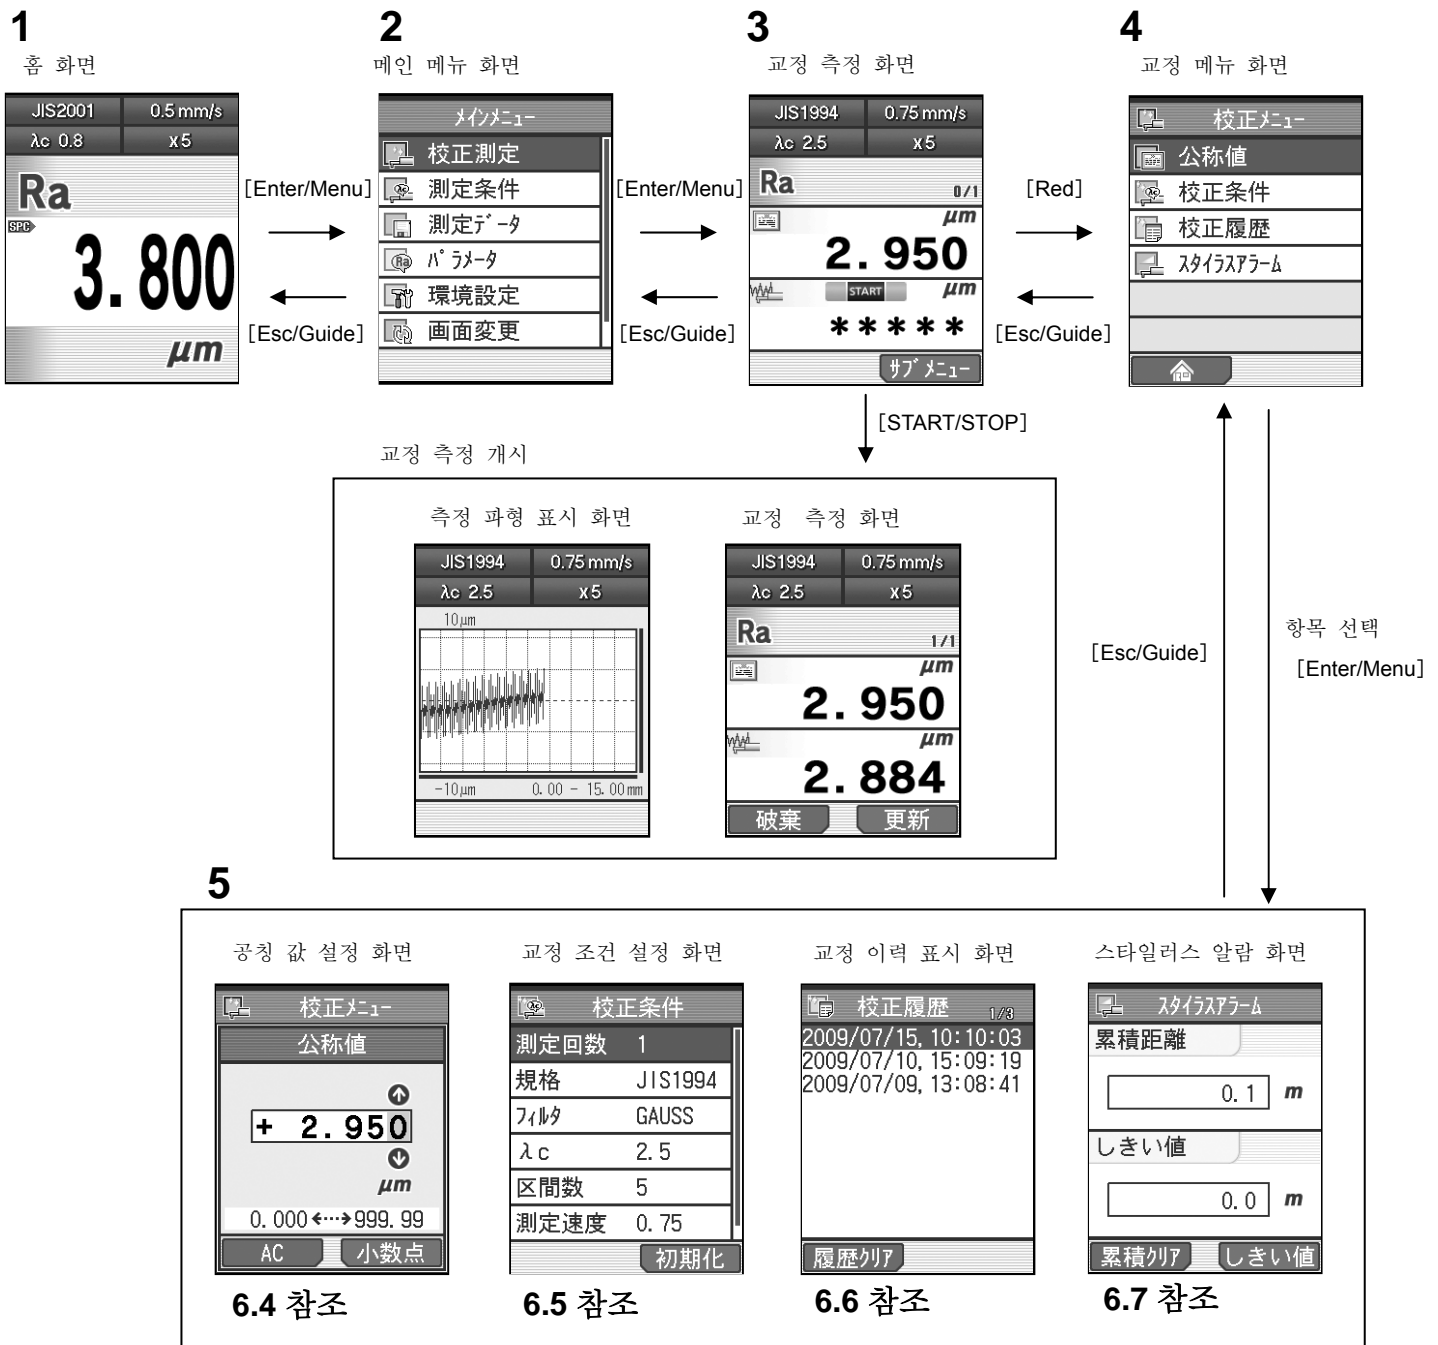 1
홈 화면
JIS2001
0.5 mm/s
λc 0.8
x5
Ra
SPC
3.800
μm
[Enter/Menu]
[Esc/Guide]
2
메인 메뉴 화면
ﾒｲﾝﾒﾆｭｰ
校正測定
測定条件
測定ﾃﾞｰﾀ
ﾊﾟﾗﾒｰﾀ
環境設定
画面変更
[Enter/Menu]
[Esc/Guide]
3
교정 측정 화면
JIS1994
0.75 mm/s
λc 2.5
x5
Ra
0/1
μm
2.950
START
μm
*****
ｻﾌﾞﾒﾆｭｰ
[Red]
[Esc/Guide]
4
교정 메뉴 화면
校正ﾒﾆｭｰ
公称値
校正条件
校正履歴
ｽﾀｲﾗｽｱﾗｰﾑ
[START/STOP]
교정 측정 개시
측정 파형 표시 화면
JIS1994
0.75 mm/s
λc 2.5
x5
10μm
-10μm
0.00 - 15.00mm
교정 측정 화면
JIS1994
0.75 mm/s
λc 2.5
x5
Ra
1/1
μm
2.950
μm
2.884
破棄
更新
[Esc/Guide]
항목 선택
[Enter/Menu]
5
공칭 값 설정 화면
校正ﾒﾆｭｰ
公称値
+ 2.950
μm
0.000 ←…→ 999.99
AC
小数点
6.4 참조
교정 조건 설정 화면
校正条件
測定回数 1
規格 JIS1994
ﾌｨﾙﾀ GAUSS
λc 2.5
区間数 5
測定速度 0.75
初期化
6.5 참조
교정 이력 표시 화면
校正履歴
1/3
2009/07/15,10:10:03
2009/07/10,15:09:19
2009/07/09,13:08:41
履歴ｸﾘｱ
6.6 참조
스타일러스 알람 화면
ｽﾀｲﾗｽｱﾗｰﾑ
累積距離
0.1 m
しきい値
0.0 m
累積ｸﾘｱ
しきい値
6.7 참조